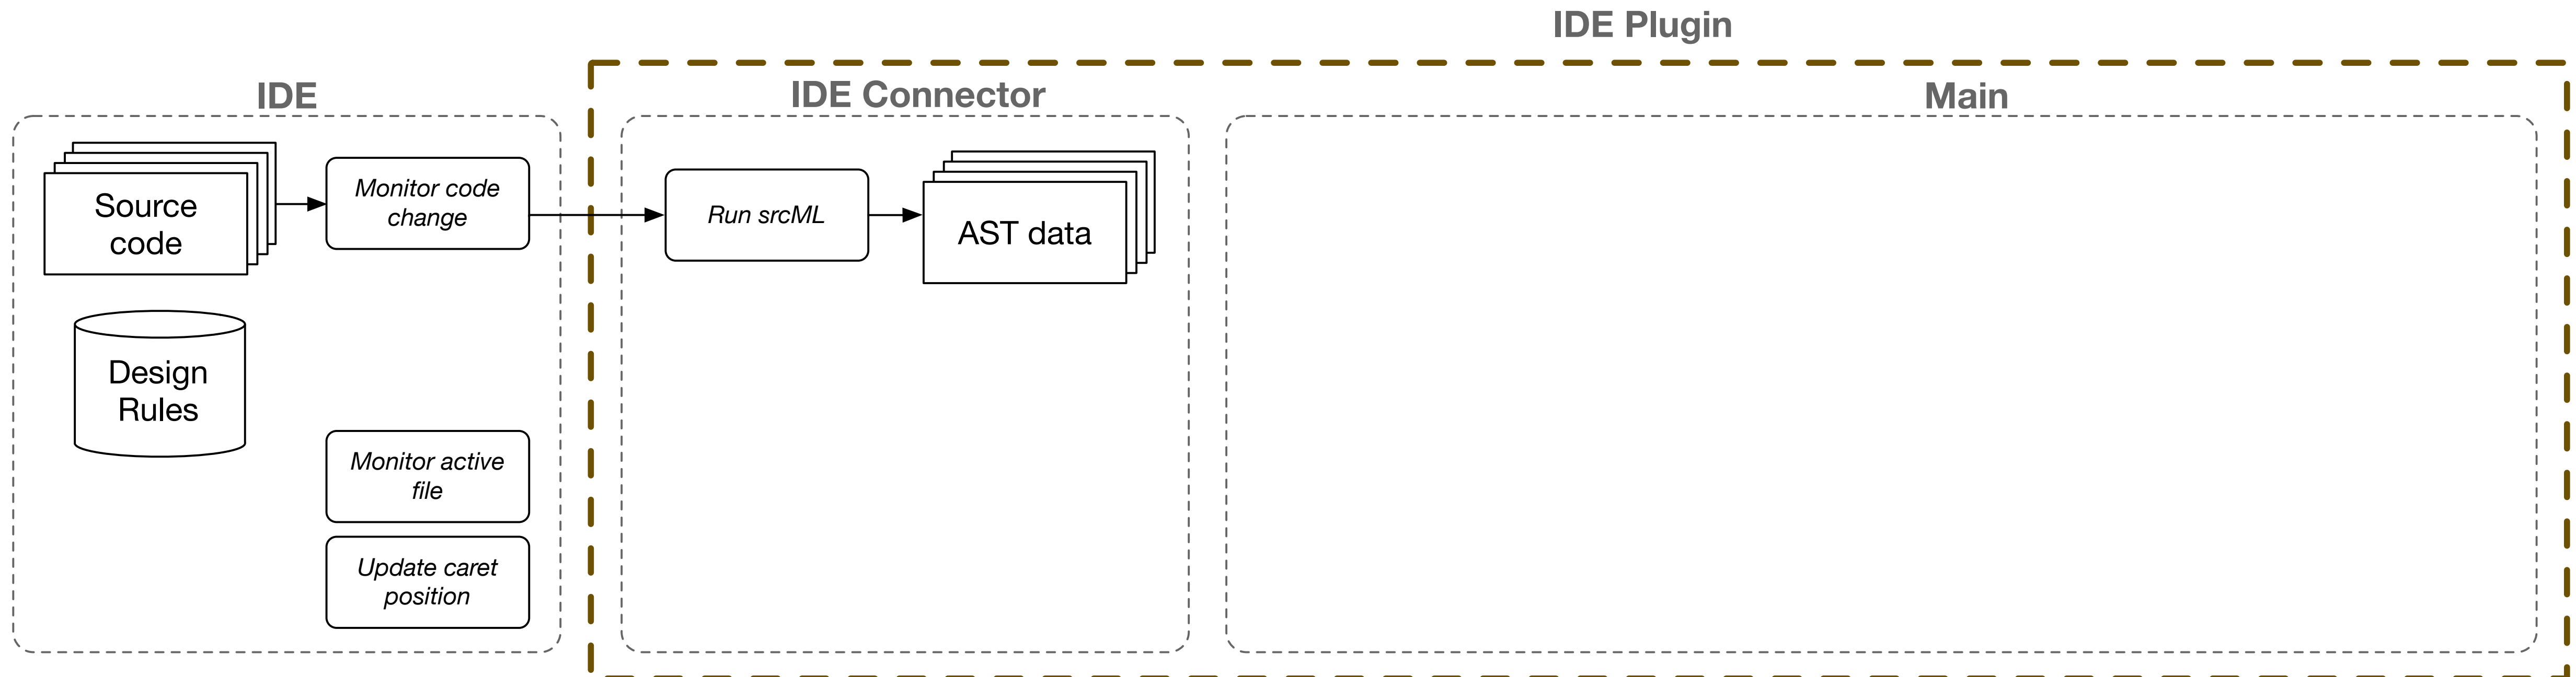 IDE Plugin
IDE
IDE Connector
Main
Source
code
Monitor code
change
Run srcML
AST data
Design
Rules
Monitor active
file
Update caret
position